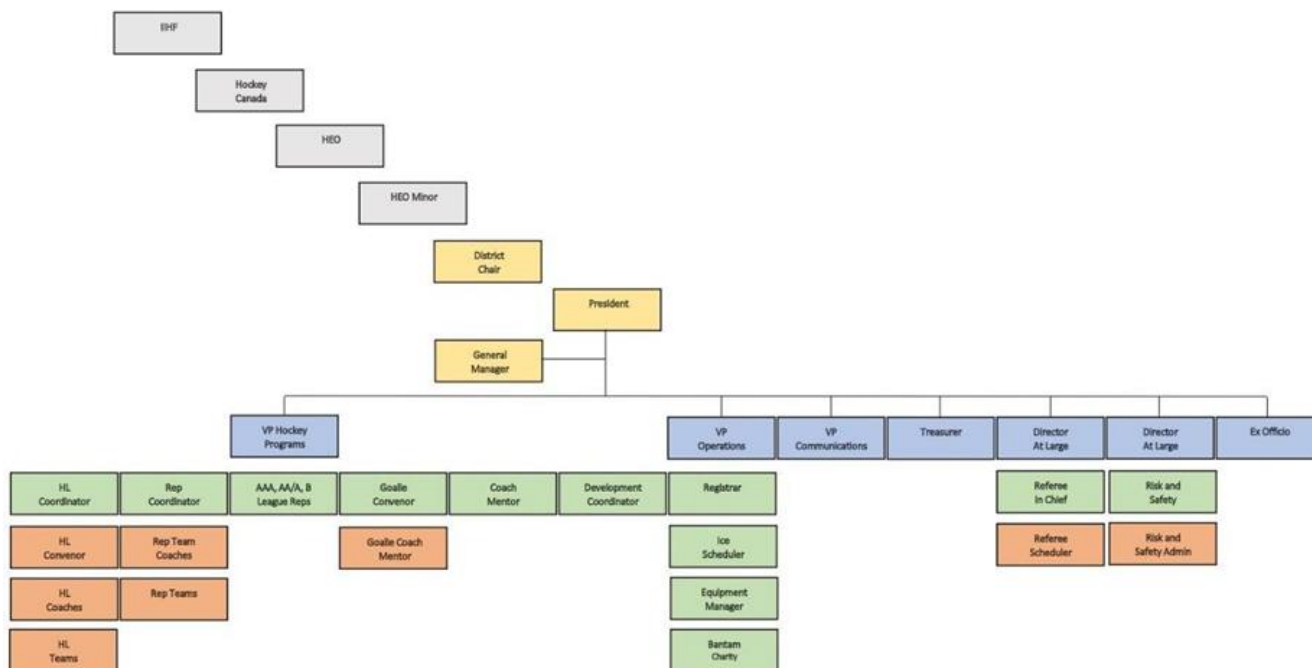 IIHF
Hockey
Canada
HEO
HEO Minor
District
Chair
President
General
Manager
VP Hockey
Programs
VP
Operations
VP
Communications
Treasurer
Director
At Large
Director
At Large
Ex Officio
HL
Coordinator
Rep
Coordinator
AAA, AA/A, B
League Reps
Goalie
Convenor
Coach
Mentor
Development
Coordinator
Registrar
Referee
In Chief
Risk and
Safety
HL
Convenor
Rep Team
Coaches
Goalie Coach
Mentor
Ice
Scheduler
Referee
Scheduler
Risk and
Safety Admin
HL
Coaches
Rep Teams
Equipment
Manager
HL
Teams
Bantam
Charity